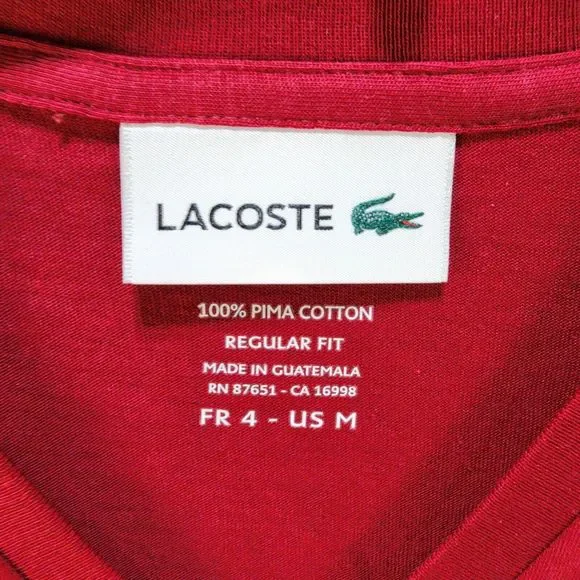 LACOSTE
100% PIMA COTTON
REGULAR FIT
MADE IN GUATEMALA
RN 87651 - CA 16998
FR 4 - US M